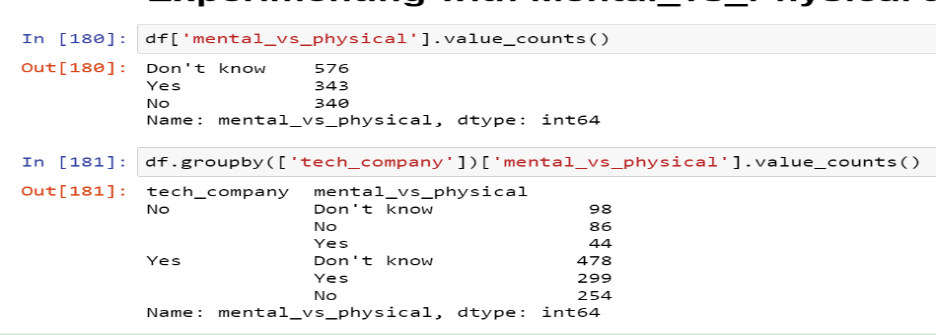 In [180]: df['mental_vs_physical'].value_counts()
Out[180]: Don't know 576
Yes 343
No 340
Name: mental_vs_physical, dtype: int64
In [181]: df.groupby(['tech_company'])['mental_vs_physical'].value_counts()
Out[181]: tech_company mental_vs_physical
No Don't know 98
No 86
Yes 44
Yes Don't know 478
Yes 299
No 254
Name: mental_vs_physical, dtype: int64